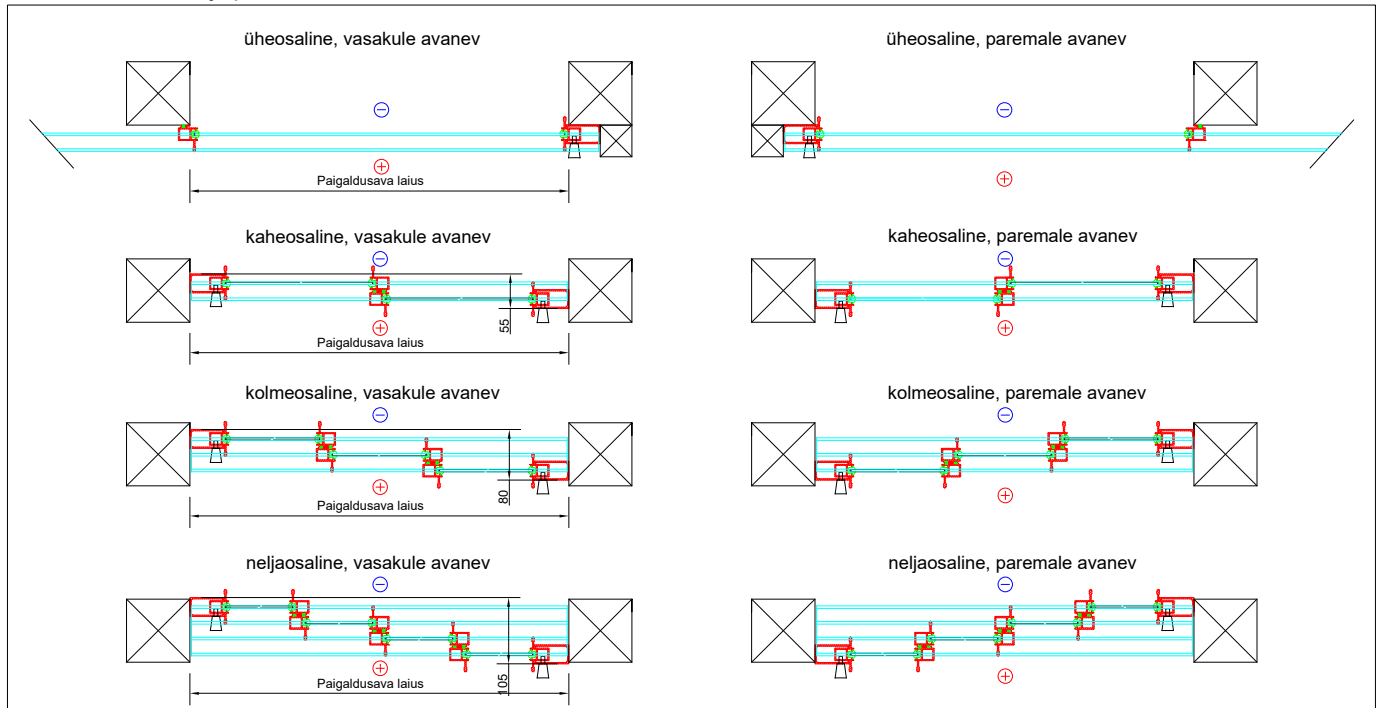 üheosaline, vasakule avanev
üheosaline, paremale avanev
Paigaldusava laius
kaheosaline, vasakule avanev
kaheosaline, paremale avanev
55
Paigaldusava laius
kolmeosaline, vasakule avanev
kolmeosaline, paremale avanev
80
Paigaldusava laius
neljaosaline, vasakule avanev
neljaosaline, paremale avanev
105
Paigaldusava laius